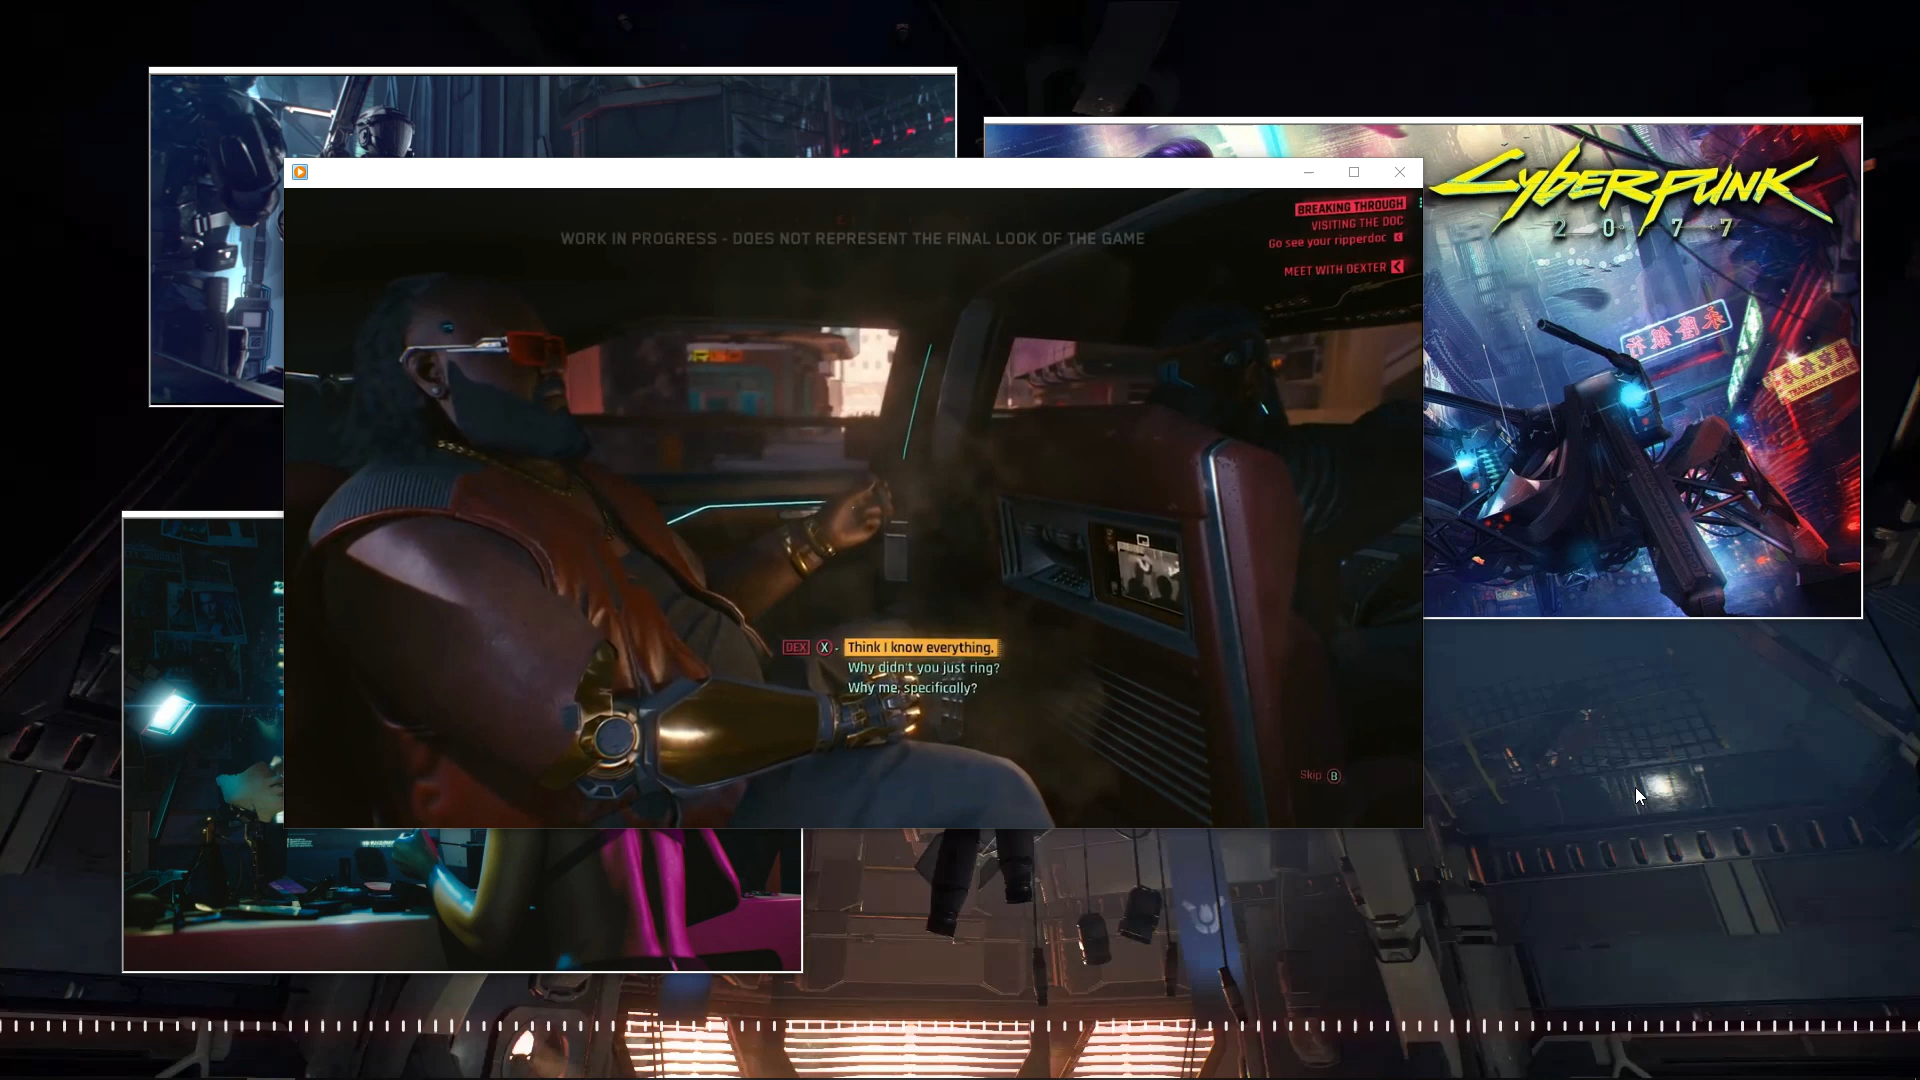 CYBERPUNK
2077
BREAKING THROUGH
VISITING THE DOC
Go see your ripperdoc
MEET WITH DEXTER
WORK IN PROGRESS - DOES NOT REPRESENT THE FINAL LOOK OF THE GAME
DEX X - Think I know everything.
Why didn't you just ring?
Why me, specifically?
Skip B